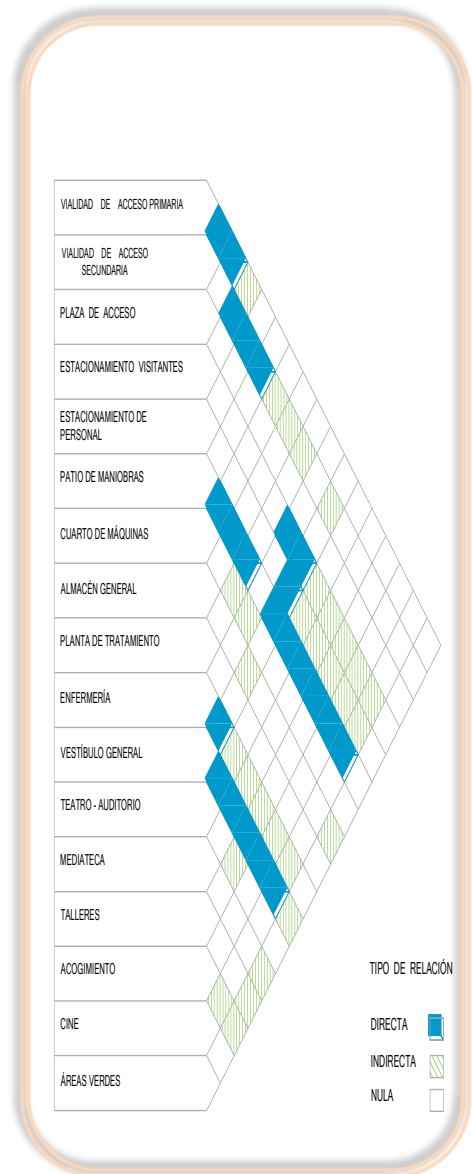 VIALIDAD DE ACCESO PRIMARIA
VIALIDAD DE ACCESO
SECUNDARIA
PLAZA DE ACCESO
ESTACIONAMIENTO VISITANTES
ESTACIONAMIENTO DE
PERSONAL
PATIO DE MANIOBRAS
CUARTO DE MÁQUINAS
ALMACÉN GENERAL
PLANTA DE TRATAMIENTO
ENFERMERÍA
VESTÍBULO GENERAL
TEATRO - AUDITORIO
MEDIATECA
TALLERES
ACOGIMIENTO
CINE
ÁREAS VERDES
TIPO DE RELACIÓN
DIRECTA
INDIRECTA
NULA